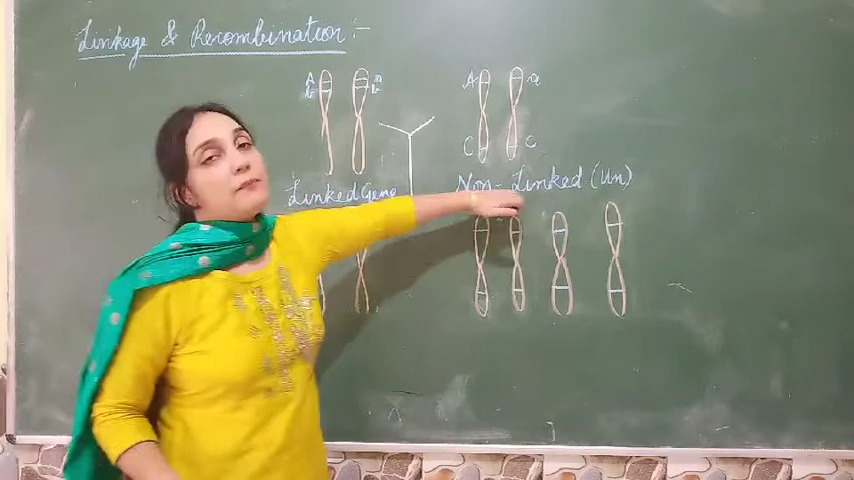 Linkage & Recombination :-
A a
b b
A a
C C
Linked Gene
Non-Linked (Un)